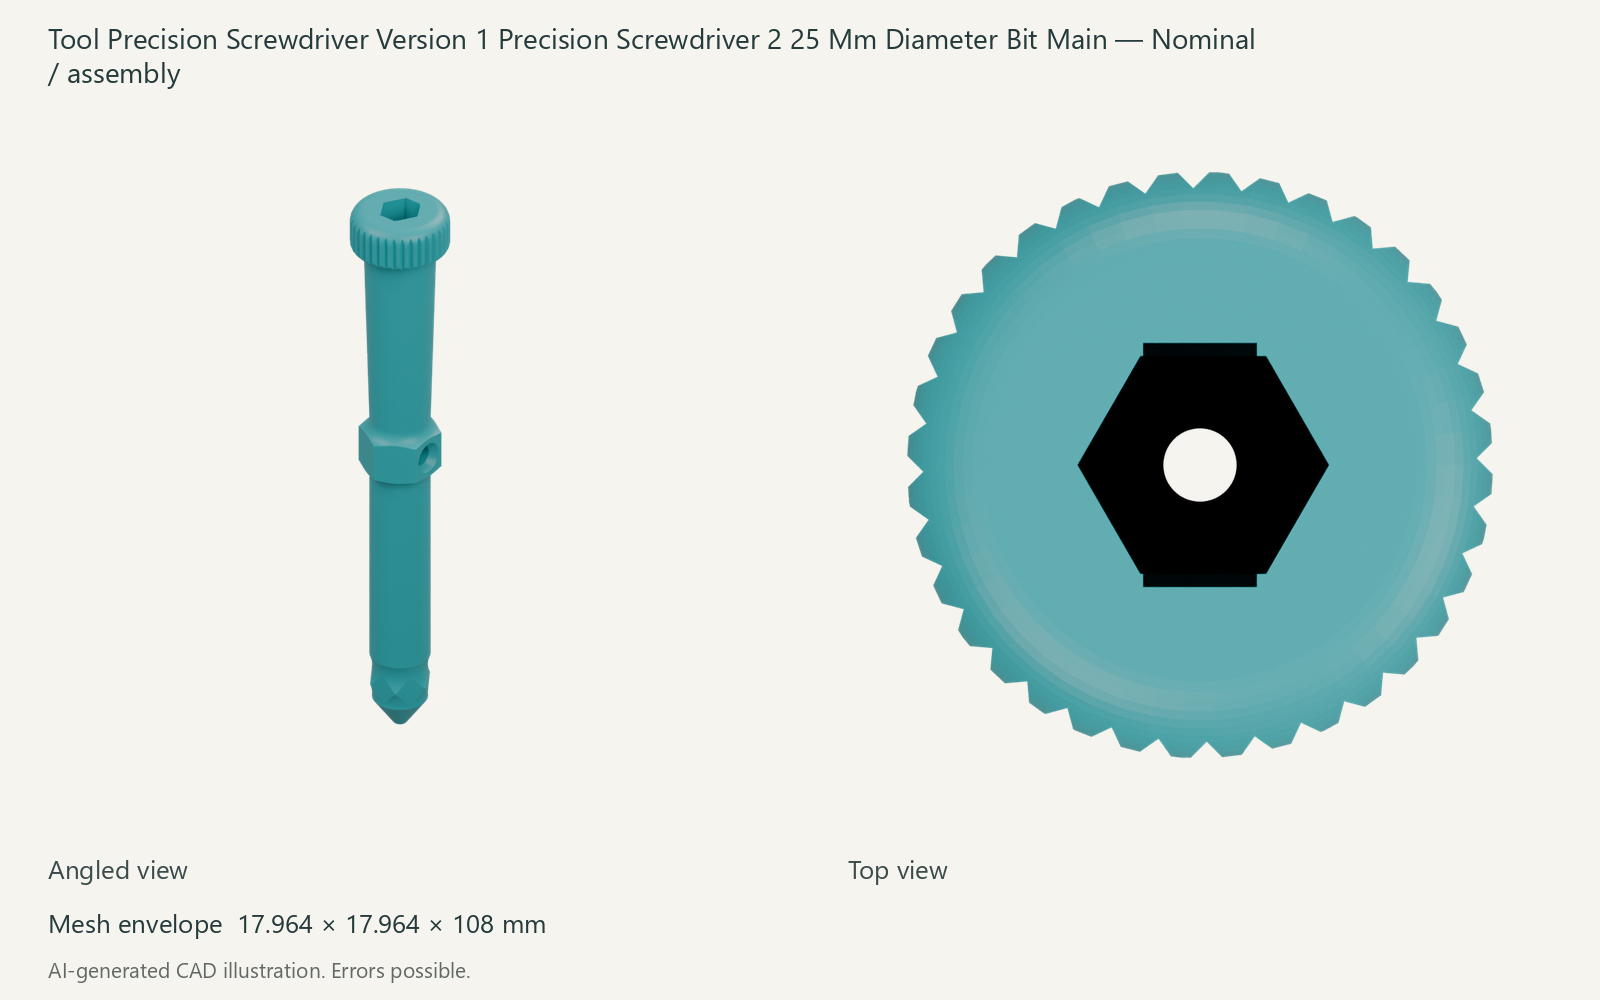 Tool Precision Screwdriver Version 1 Precision Screwdriver 2 25 Mm Diameter Bit Main — Nominal
/ assembly
Angled view
Top view
Mesh envelope 17.964 × 17.964 × 108 mm
AI-generated CAD illustration. Errors possible.